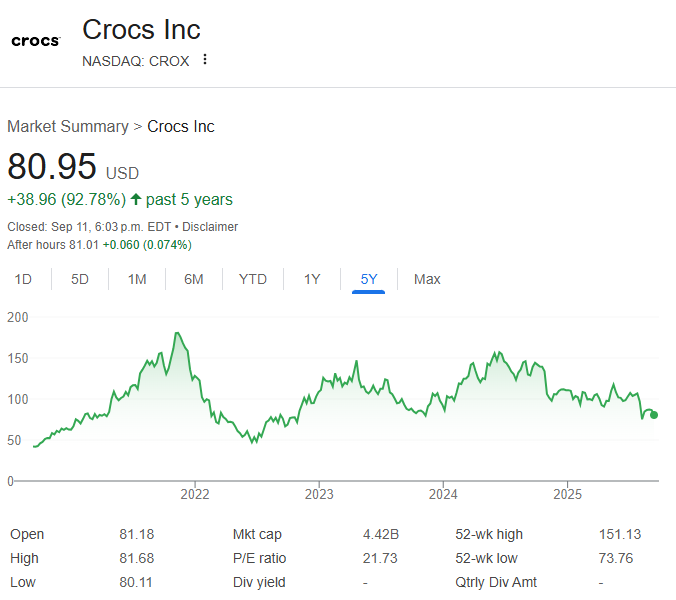 crocs
Crocs Inc
NASDAQ: CROX
Market Summary > Crocs Inc
80.95 USD
+38.96 (92.78%) ↑ past 5 years
Closed: Sep 11, 6:03 p.m. EDT • Disclaimer
After hours 81.01 +0.060 (0.074%)
1D 5D 1M 6M YTD 1Y 5Y Max
200
150
100
50
0
2022 2023 2024 2025
Open 81.18 Mkt cap 4.42B 52-wk high 151.13
High 81.68 P/E ratio 21.73 52-wk low 73.76
Low 80.11 Div yield - Qtrly Div Amt -